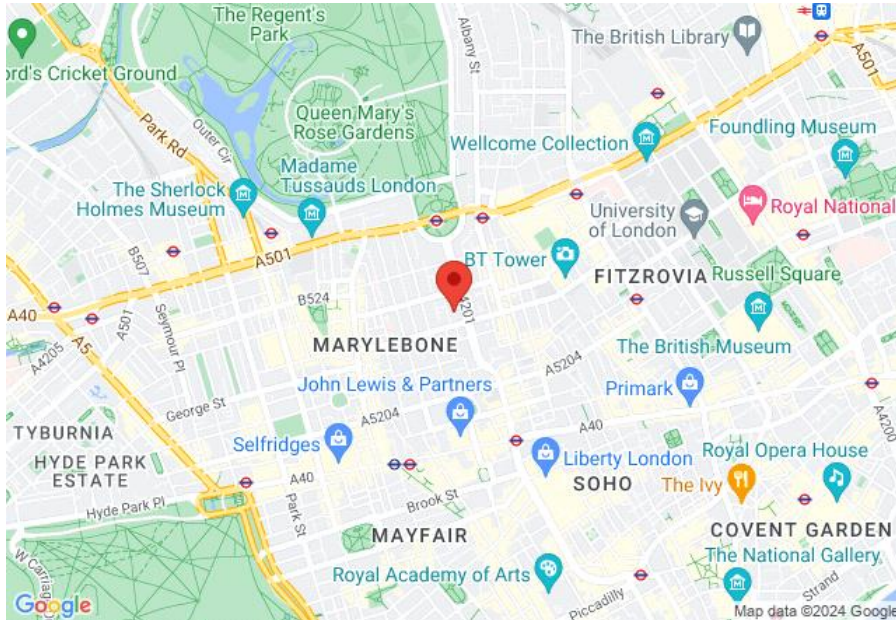 The Regent's
Park
Albany St
The British Library
A501
ord's Cricket Ground
Park Rd
Outer Cir
Queen Mary's
Rose Gardens
Wellcome Collection
Foundling Museum
Madame
Tussauds London
The Sherlock
Holmes Museum
University
of London
Royal National
A501
B507
BT Tower
FITZROVIA
Russell Square
A40
A501
B524
A4201
A4205
A5
Seymour Pl
MARYLEBONE
The British Museum
A5204
John Lewis & Partners
Primark
George St
A5204
A40
A4200
TYBURNIA
Selfridges
Liberty London
Royal Opera House
HYDE PARK
ESTATE
A40
SOHO
The Ivy
Hyde Park Pl
Park St
Brook St
MAYFAIR
COVENT GARDEN
W Carriage
Royal Academy of Arts
The National Gallery
Piccadilly
Strand
Google
Map data ©2024 Google